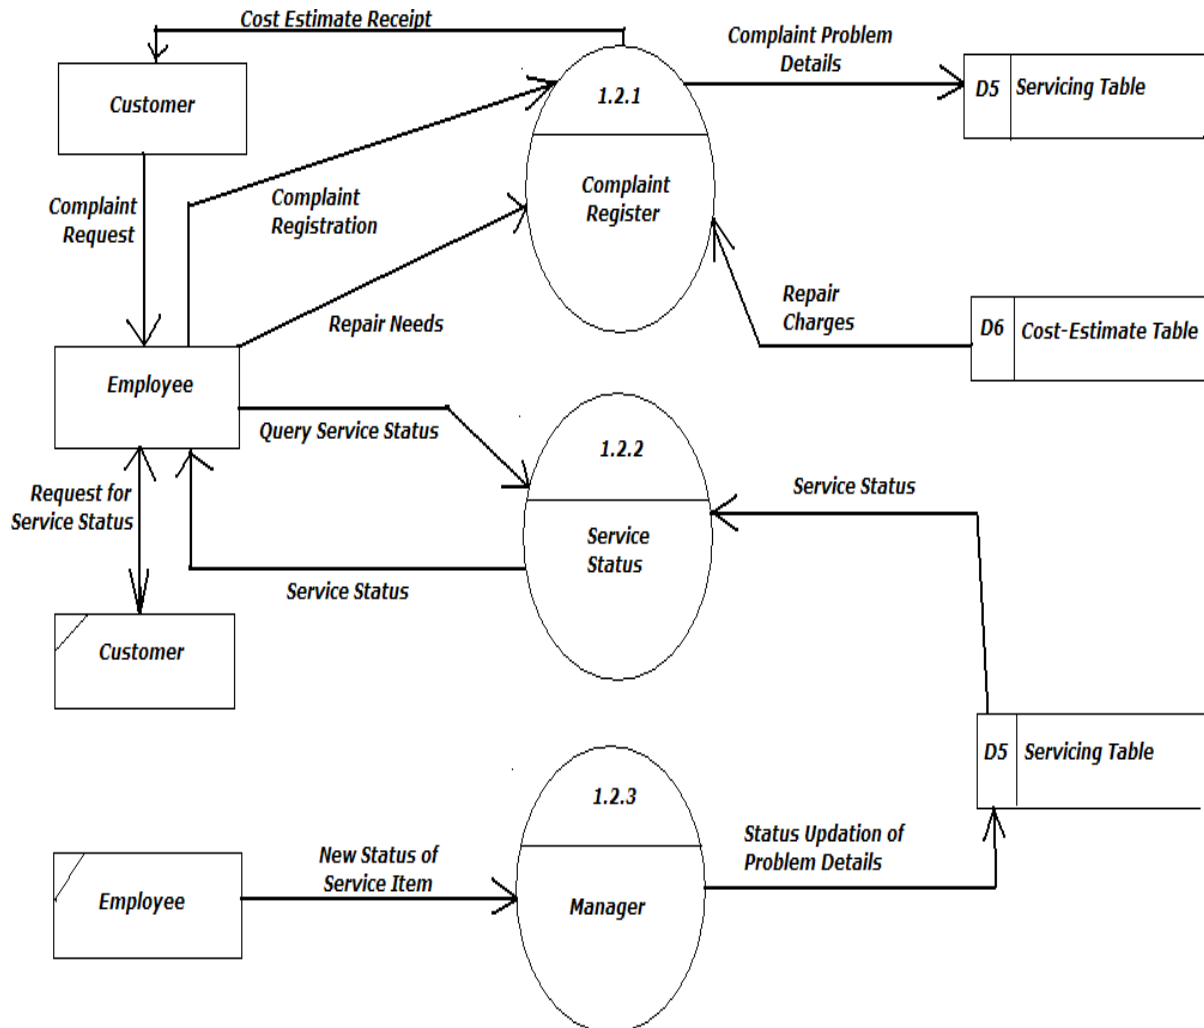 Cost Estimate Receipt
Customer
1.2.1
Complaint Problem
Details
D5 Servicing Table
Complaint
Request
Complaint
Registration
Complaint
Register
Repair Needs
Repair
Charges
D6 Cost-Estimate Table
Employee
Query Service Status
1.2.2
Request for
Service Status
Service Status
Service
Status
Service Status
Customer
D5 Servicing Table
1.2.3
New Status of
Service Item
Status Updation of
Problem Details
Employee
Manager